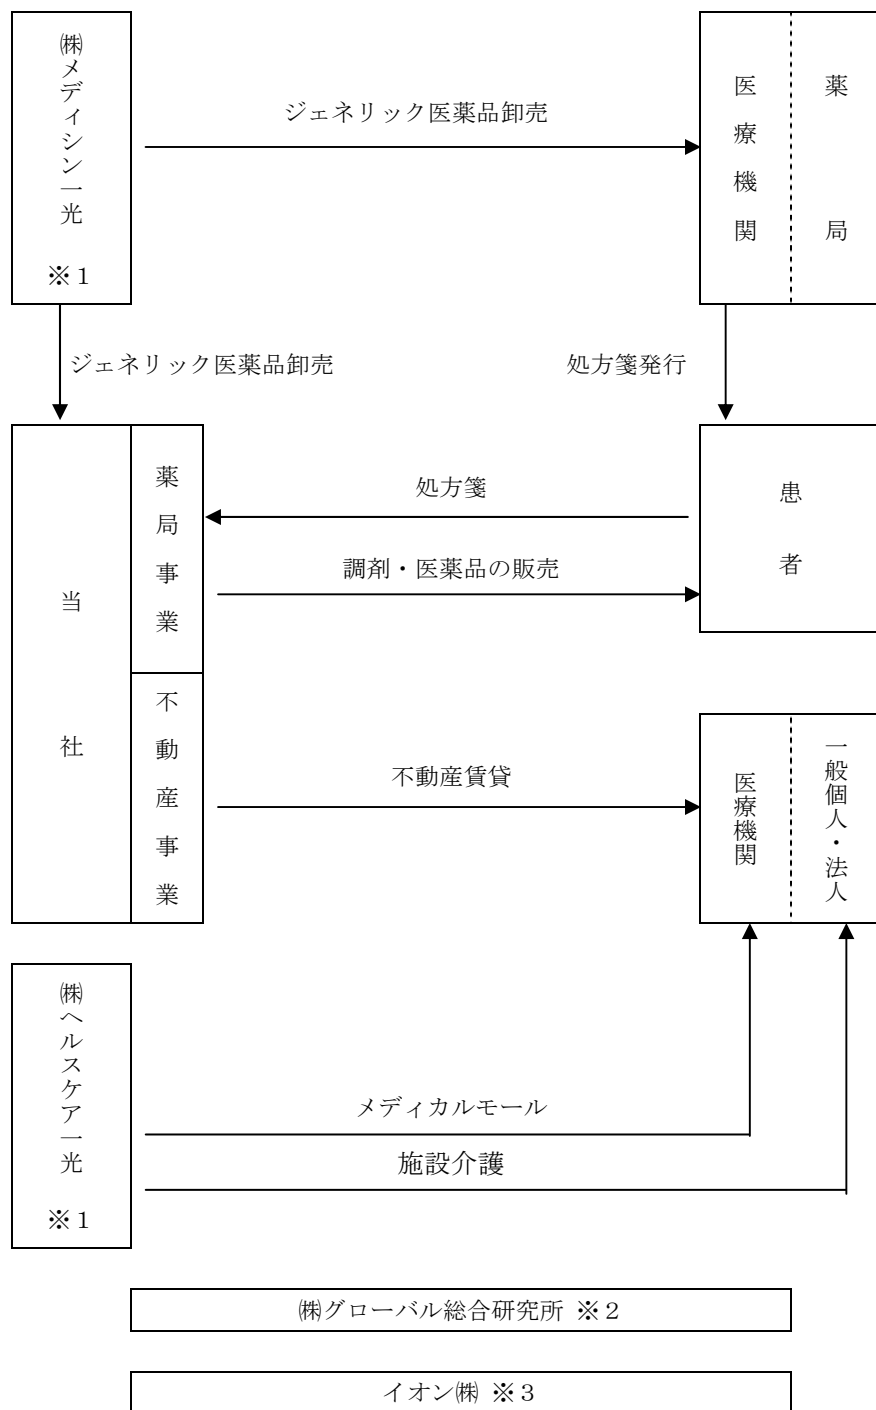 ㈱メディシン一光
※１
ジェネリック医薬品卸売
医療機関
薬局
ジェネリック医薬品卸売
処方箋発行
当社
薬局事業
処方箋
調剤・医薬品の販売
患者
不動産事業
不動産賃貸
医療機関
一般個人・法人
㈱ヘルスケア一光
※１
メディカルモール
施設介護
㈱グローバル総合研究所 ※２
イオン㈱ ※３